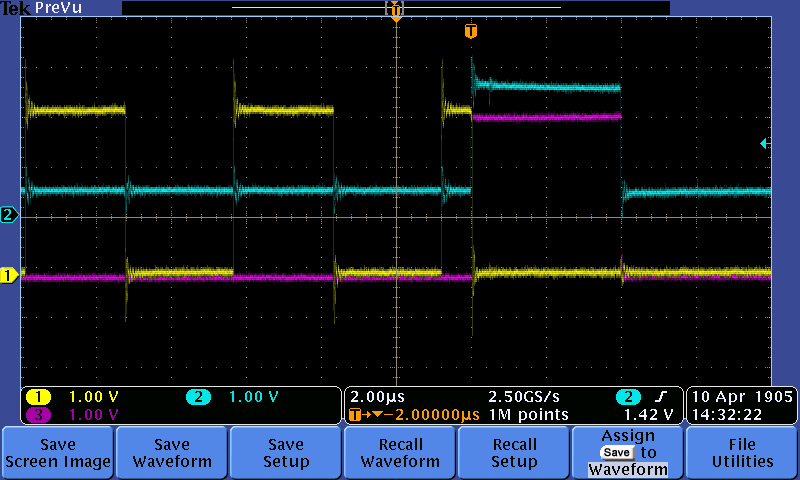 Tek PreVu
T
T
2
1
1 1.00 V 2 1.00 V
3 1.00 V
2.00µs 2.50GS/s 2 1.42 V
T→▼−2.00000µs 1M points
10 Apr 1905
14:32:22
Save Screen Image
Save Waveform
Save Setup
Recall Waveform
Recall Setup
Assign Save to Waveform
File Utilities